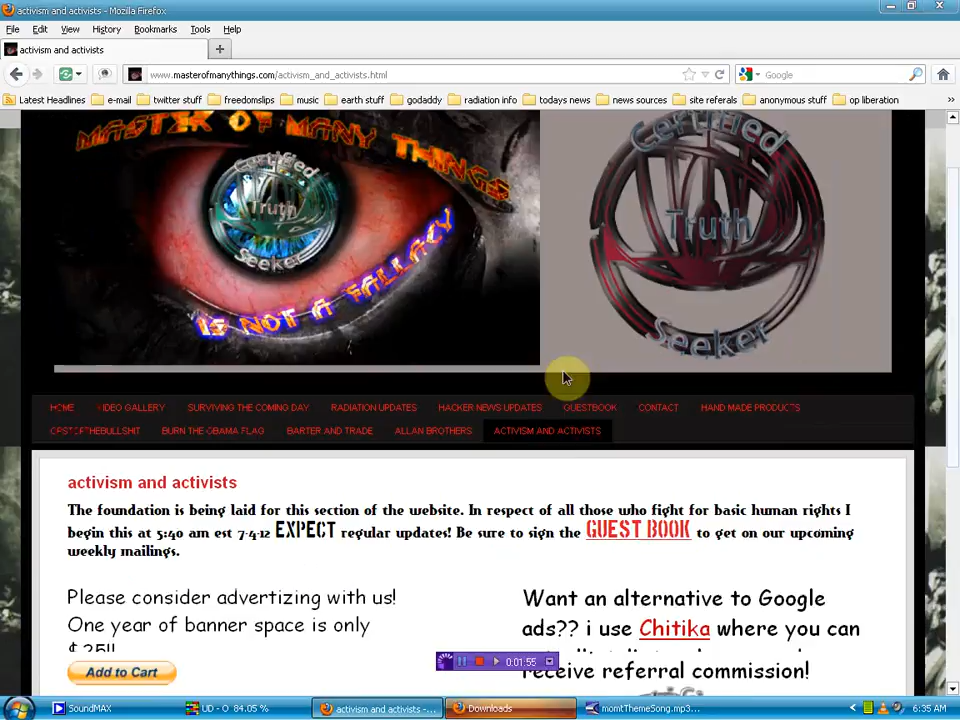 activism and activists - Mozilla Firefox
File Edit View History Bookmarks Tools Help
activism and activists
www.masterofmanythings.com/activism_and_activists.html
Google
Latest Headlines e-mail twitter stuff freedomslips music earth stuff godaddy radiation info todays news news sources site referals anonymous stuff op liberation »
MASTER OF MANY THINGS
Certified
Truth
Seeker
IS NOT A FALLACY
Certified
Truth
Seeker
HOME VIDEO GALLERY SURVIVING THE COMING DAY RADIATION UPDATES HACKER NEWS UPDATES GUESTBOOK CONTACT HAND MADE PRODUCTS
OPSTOPTHEBULLSHIT BURN THE OBAMA FLAG BARTER AND TRADE ALLAN BROTHERS ACTIVISM AND ACTIVISTS
activism and activists
The foundation is being laid for this section of the website. In respect of all those who fight for basic human rights I
begin this at 5:40 am est 7-4-12 EXPECT regular updates! Be sure to sign the GUEST BOOK to get on our upcoming
weekly mailings.
Please consider advertizing with us!
One year of banner space is only
$25!!
Add to Cart
Want an alternative to Google
ads?? i use Chitika where you can
receive referral commission!
0:01:55
SoundMAX UD - 84.05 % activism and activists -... Downloads momtThemeSong.mp3... 6:35 AM